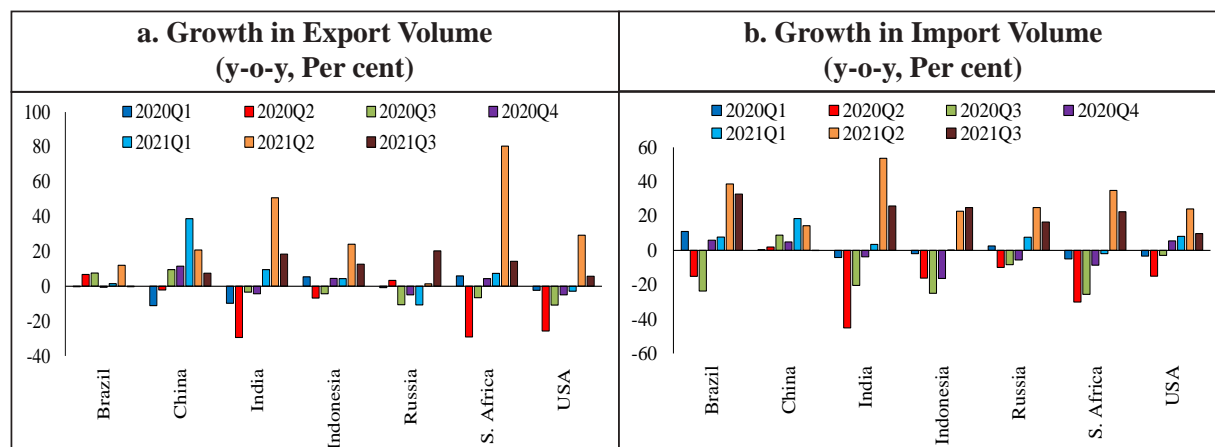 a. Growth in Export Volume
(y-o-y, Per cent)
2020Q1 2020Q2 2020Q3 2020Q4
2021Q1 2021Q2 2021Q3
100
80
60
40
20
0
-20
-40
Brazil
China
India
Indonesia
Russia
S. Africa
USA
b. Growth in Import Volume
(y-o-y, Per cent)
2020Q1 2020Q2 2020Q3 2020Q4
2021Q1 2021Q2 2021Q3
60
40
20
0
-20
-40
-60
Brazil
China
India
Indonesia
Russia
S. Africa
USA